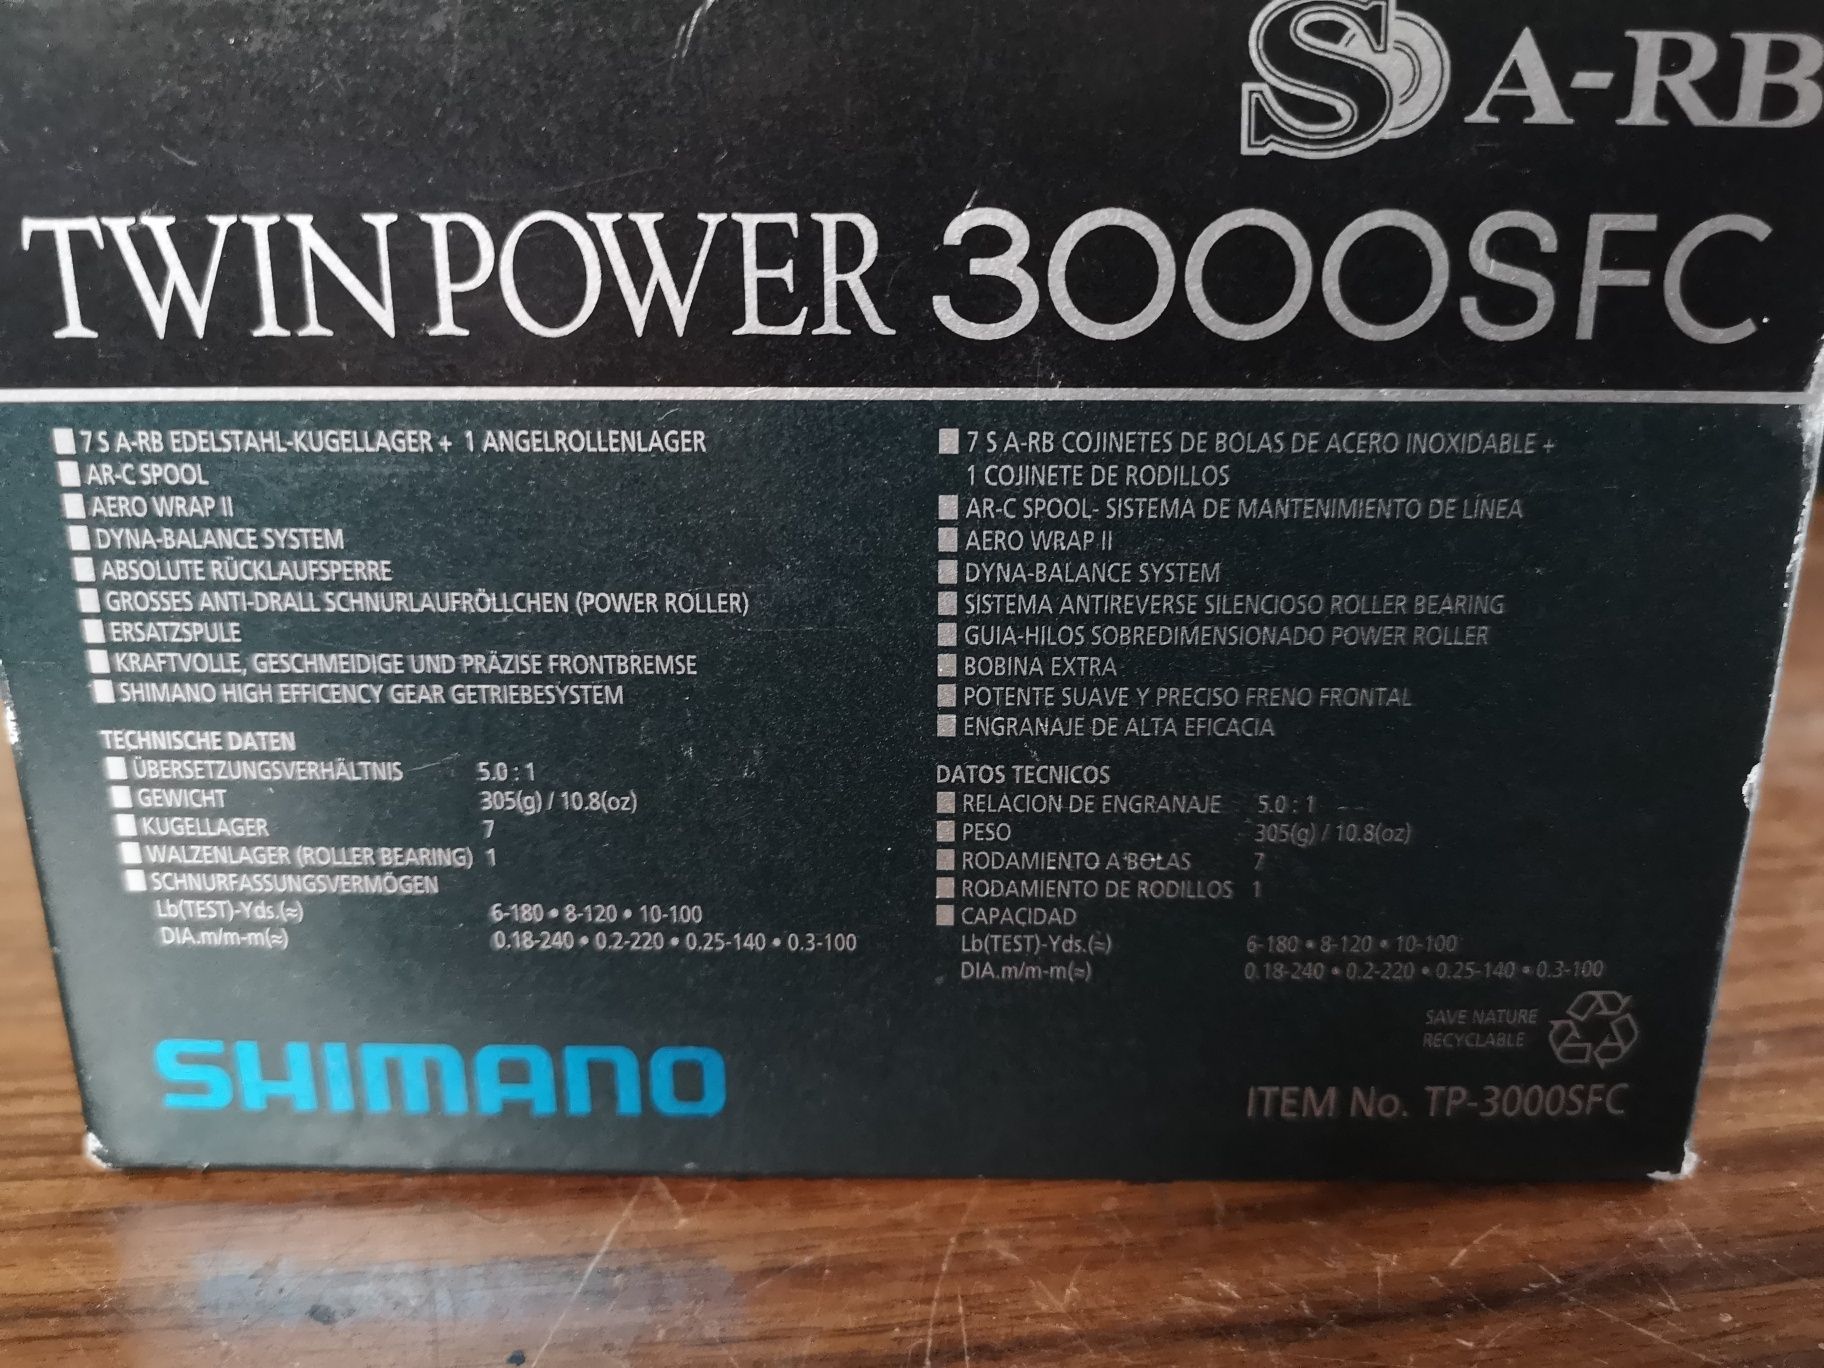 S A-RB
TWINPOWER 3000SFC
7 S A-RB EDELSTAHL-KUGELLAGER + 1 ANGELROLLENLAGER
AR-C SPOOL
AERO WRAP II
DYNA-BALANCE SYSTEM
ABSOLUTE RÜCKLAUFSPERRE
GROSSES ANTI-DRALL SCHNURLAUFRÖLLCHEN (POWER ROLLER)
ERSATZSPULE
KRAFTVOLLE, GESCHMEIDIGE UND PRÄZISE FRONTBREMSE
SHIMANO HIGH EFFICENCY GEAR GETRIEBESYSTEM
TECHNISCHE DATEN
ÜBERSETZUNGSVERHÄLTNIS 5.0 : 1
GEWICHT 305(g) / 10.8(oz)
KUGELLAGER 7
WALZENLAGER (ROLLER BEARING) 1
SCHNURFASSUNGSVERMÖGEN
Lb(TEST)-Yds.(≈) 6-180 • 8-120 • 10-100
DIA.m/m-m(≈) 0.18-240 • 0.2-220 • 0.25-140 • 0.3-100
7 S A-RB COJINETES DE BOLAS DE ACERO INOXIDABLE +
1 COJINETE DE RODILLOS
AR-C SPOOL- SISTEMA DE MANTENIMIENTO DE LÍNEA
AERO WRAP II
DYNA-BALANCE SYSTEM
SISTEMA ANTIREVERSE SILENCIOSO ROLLER BEARING
GUIA-HILOS SOBREDIMENSIONADO POWER ROLLER
BOBINA EXTRA
POTENTE SUAVE Y PRECISO FRENO FRONTAL
ENGRANAJE DE ALTA EFICACIA
DATOS TECNICOS
RELACION DE ENGRANAJE 5.0 : 1
PESO 305(g) / 10.8(oz)
RODAMIENTO A BOLAS 7
RODAMIENTO DE RODILLOS 1
CAPACIDAD
Lb(TEST)-Yds.(≈) 6-180 • 8-120 • 10-100
DIA.m/m-m(≈) 0.18-240 • 0.2-220 • 0.25-140 • 0.3-100
SAVE NATURE
RECYCLABLE
SHIMANO
ITEM No. TP-3000SFC